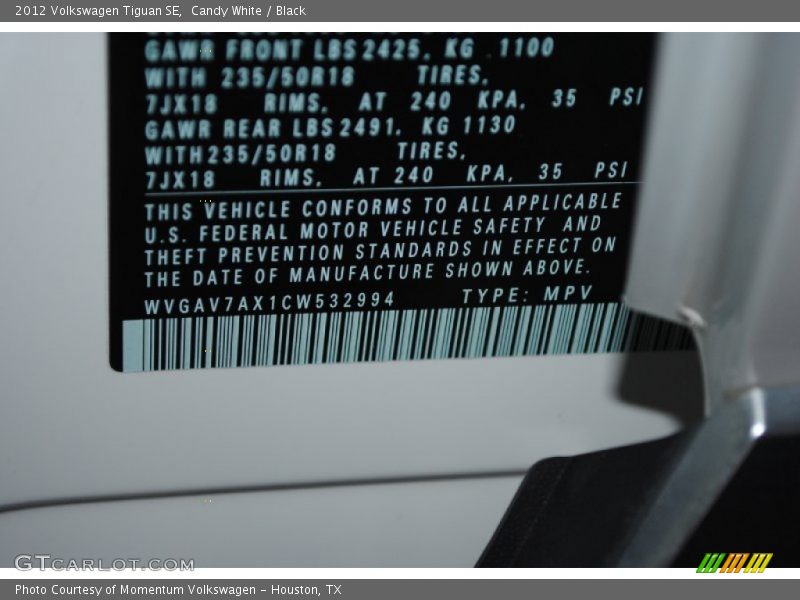 2012 Volkswagen Tiguan SE, Candy White / Black
GAWR FRONT LBS 2425. KG 1100
WITH 235/50R18 TIRES,
7JX18 RIMS, AT 240 KPA. 35 PSI
GAWR REAR LBS 2491. KG 1130
WITH 235/50R18 TIRES,
7JX18 RIMS, AT 240 KPA, 35 PSI
THIS VEHICLE CONFORMS TO ALL APPLICABLE
U.S. FEDERAL MOTOR VEHICLE SAFETY AND
THEFT PREVENTION STANDARDS IN EFFECT ON
THE DATE OF MANUFACTURE SHOWN ABOVE.
WVGAV7AX1CW532994 TYPE: MPV
GTCARLOT.COM
Photo Courtesy of Momentum Volkswagen - Houston, TX